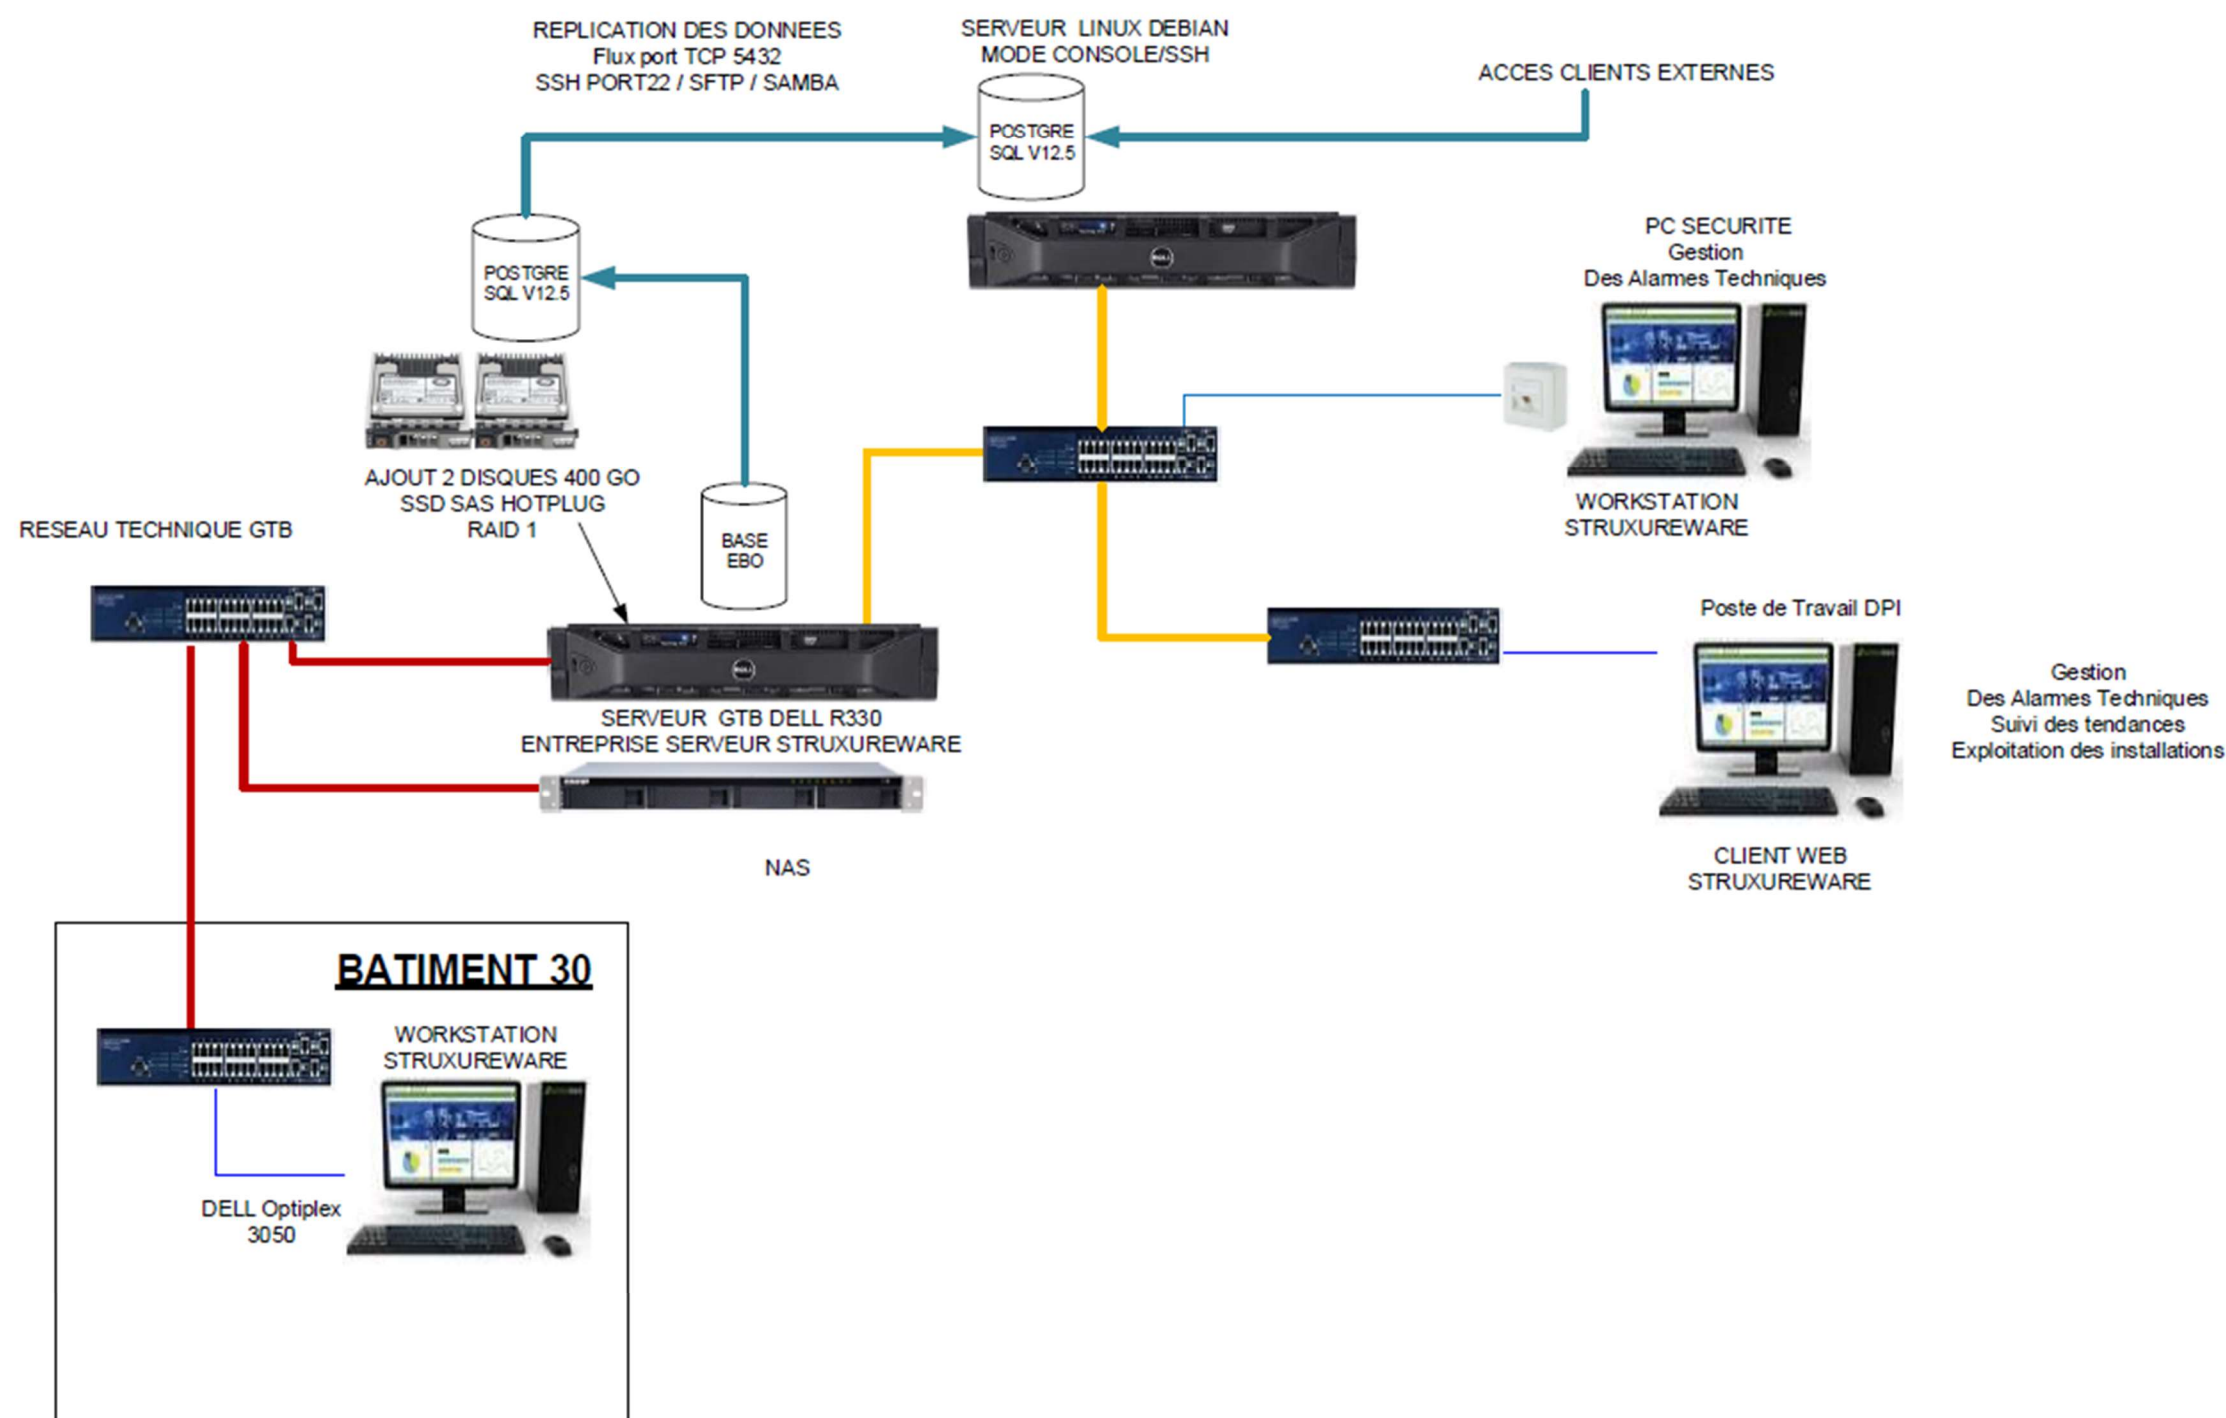 REPLICATION DES DONNEES
Flux port TCP 5432
SSH PORT22 / SFTP / SAMBA
SERVEUR LINUX DEBIAN
MODE CONSOLE/SSH
ACCES CLIENTS EXTERNES
POSTGRE
SQL V12.5
POSTGRE
SQL V12.5
PC SECURITE
Gestion
Des Alarmes Techniques
AJOUT 2 DISQUES 400 GO
SSD SAS HOTPLUG
RAID 1
WORKSTATION
STRUXUREWARE
RESEAU TECHNIQUE GTB
BASE
EBO
Poste de Travail DPI
Gestion
Des Alarmes Techniques
Suivi des tendances
Exploitation des installations
DELL
DELL
SERVEUR GTB DELL R330
ENTREPRISE SERVEUR STRUXUREWARE
NAS
CLIENT WEB
STRUXUREWARE
BATIMENT 30
WORKSTATION
STRUXUREWARE
DELL Optiplex
3050